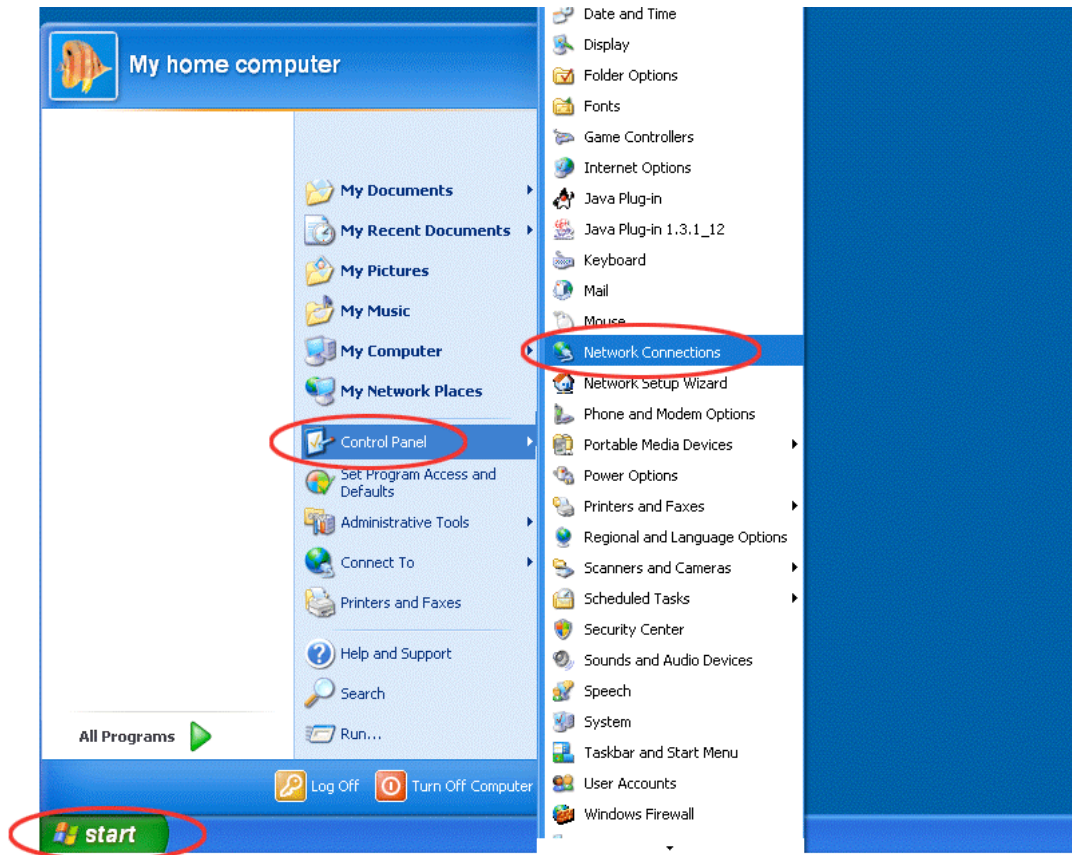 My home computer
My Documents
My Recent Documents
My Pictures
My Music
My Computer
My Network Places
Control Panel
Set Program Access and
Defaults
Administrative Tools
Connect To
Printers and Faxes
Help and Support
Search
Run...
All Programs
Log Off
Turn Off Computer
start
Date and Time
Display
Folder Options
Fonts
Game Controllers
Internet Options
Java Plug-in
Java Plug-in 1.3.1_12
Keyboard
Mail
Mouse
Network Connections
Network Setup Wizard
Phone and Modem Options
Portable Media Devices
Power Options
Printers and Faxes
Regional and Language Options
Scanners and Cameras
Scheduled Tasks
Security Center
Sounds and Audio Devices
Speech
System
Taskbar and Start Menu
User Accounts
Windows Firewall